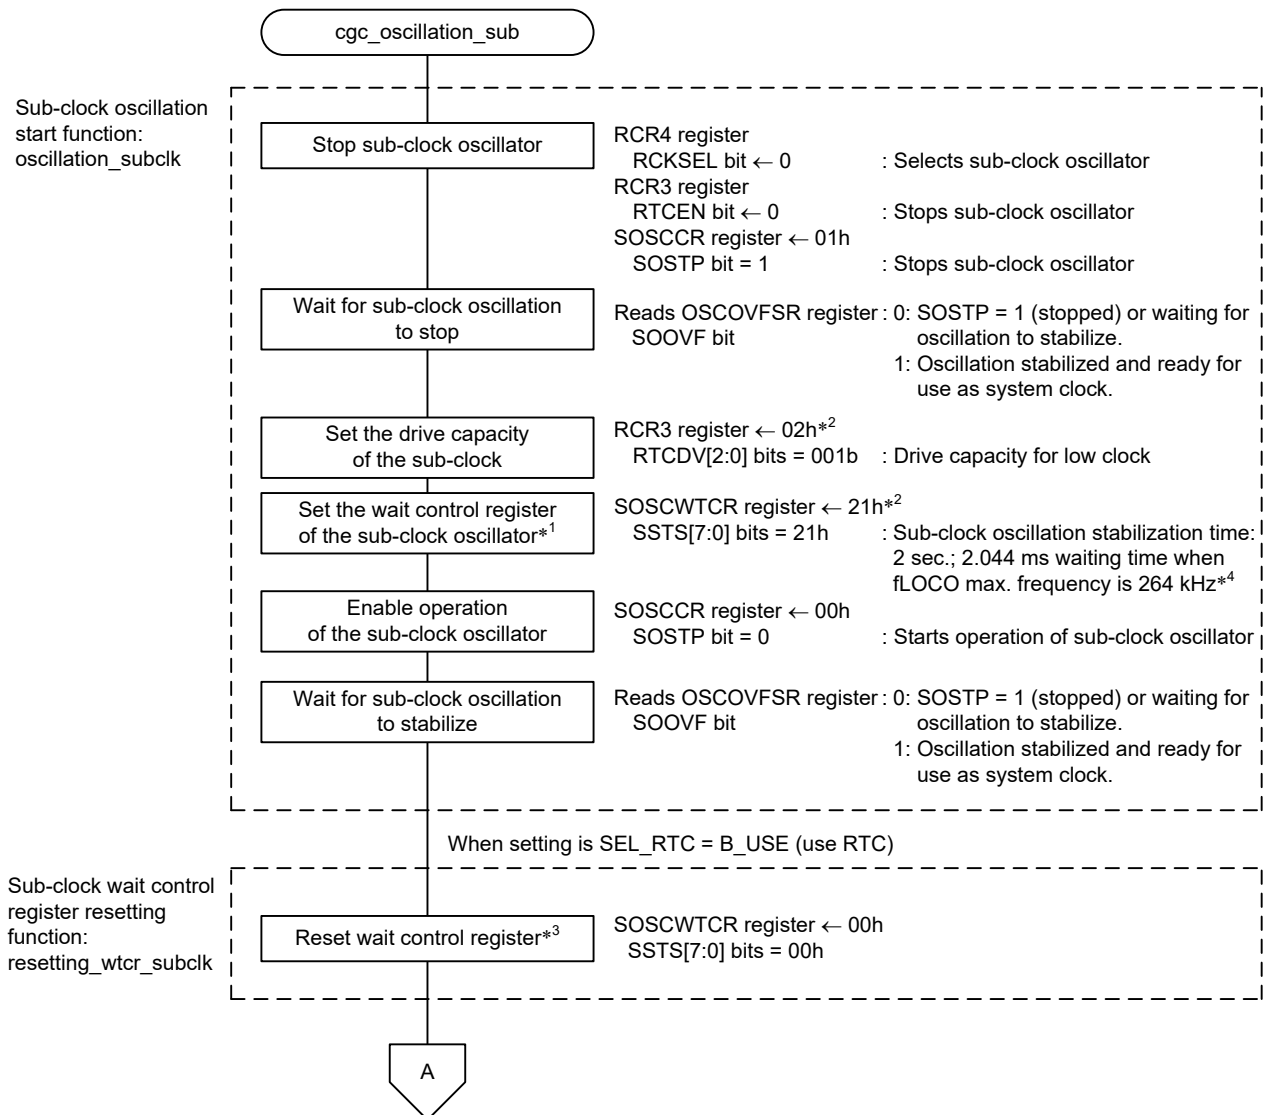 cgc_oscillation_sub
Sub-clock oscillation
start function:
oscillation_subclk
Stop sub-clock oscillator
RCR4 register
RCKSEL bit ← 0 : Selects sub-clock oscillator
RCR3 register
RTCEN bit ← 0 : Stops sub-clock oscillator
SOSCCR register ← 01h
SOSTP bit = 1 : Stops sub-clock oscillator
Wait for sub-clock oscillation
to stop
Reads OSCOVFSR register : 0: SOSTP = 1 (stopped) or waiting for
SOOVF bit oscillation to stabilize.
1: Oscillation stabilized and ready for
use as system clock.
Set the drive capacity
of the sub-clock
RCR3 register ← 02h*2
RTCDV[2:0] bits = 001b : Drive capacity for low clock
Set the wait control register
of the sub-clock oscillator*1
SOSCWTCR register ← 21h*2
SSTS[7:0] bits = 21h : Sub-clock oscillation stabilization time:
2 sec.; 2.044 ms waiting time when
fLOCO max. frequency is 264 kHz*4
Enable operation
of the sub-clock oscillator
SOSCCR register ← 00h
SOSTP bit = 0 : Starts operation of sub-clock oscillator
Wait for sub-clock oscillation
to stabilize
Reads OSCOVFSR register : 0: SOSTP = 1 (stopped) or waiting for
SOOVF bit oscillation to stabilize.
1: Oscillation stabilized and ready for
use as system clock.
When setting is SEL_RTC = B_USE (use RTC)
Sub-clock wait control
register resetting
function:
resetting_wtcr_subclk
Reset wait control register*3
SOSCWTCR register ← 00h
SSTS[7:0] bits = 00h
A